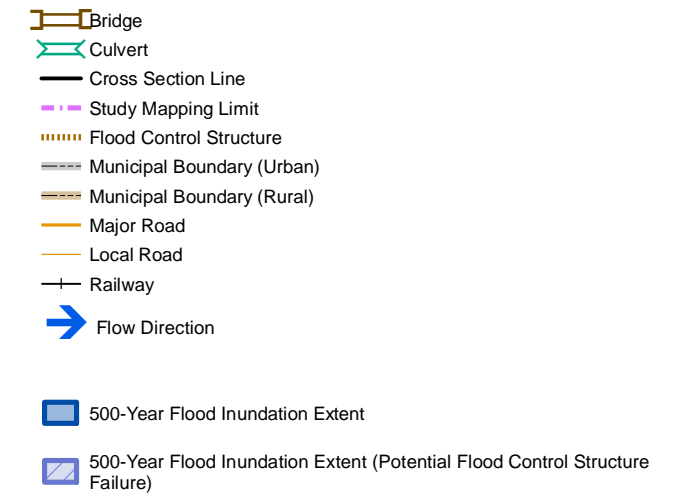 Bridge
Culvert
Cross Section Line
Study Mapping Limit
Flood Control Structure
Municipal Boundary (Urban)
Municipal Boundary (Rural)
Major Road
Local Road
Railway
Flow Direction
500-Year Flood Inundation Extent
500-Year Flood Inundation Extent (Potential Flood Control Structure
Failure)